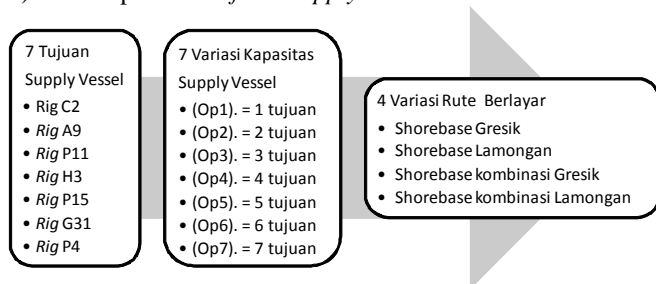 7 Tujuan
Supply Vessel
• Rig C2
• Rig A9
• Rig P11
• Rig H3
• Rig P15
• Rig G31
• Rig P4
7 Variasi Kapasitas
Supply Vessel
• (Op1). = 1 tujuan
• (Op2). = 2 tujuan
• (Op3). = 3 tujuan
• (Op4). = 4 tujuan
• (Op5). = 5 tujuan
• (Op6). = 6 tujuan
• (Op7). = 7 tujuan
4 Variasi Rute Berlayar
• Shorebase Gresik
• Shorebase Lamongan
• Shorebase kombinasi Gresik
• Shorebase kombinasi Lamongan